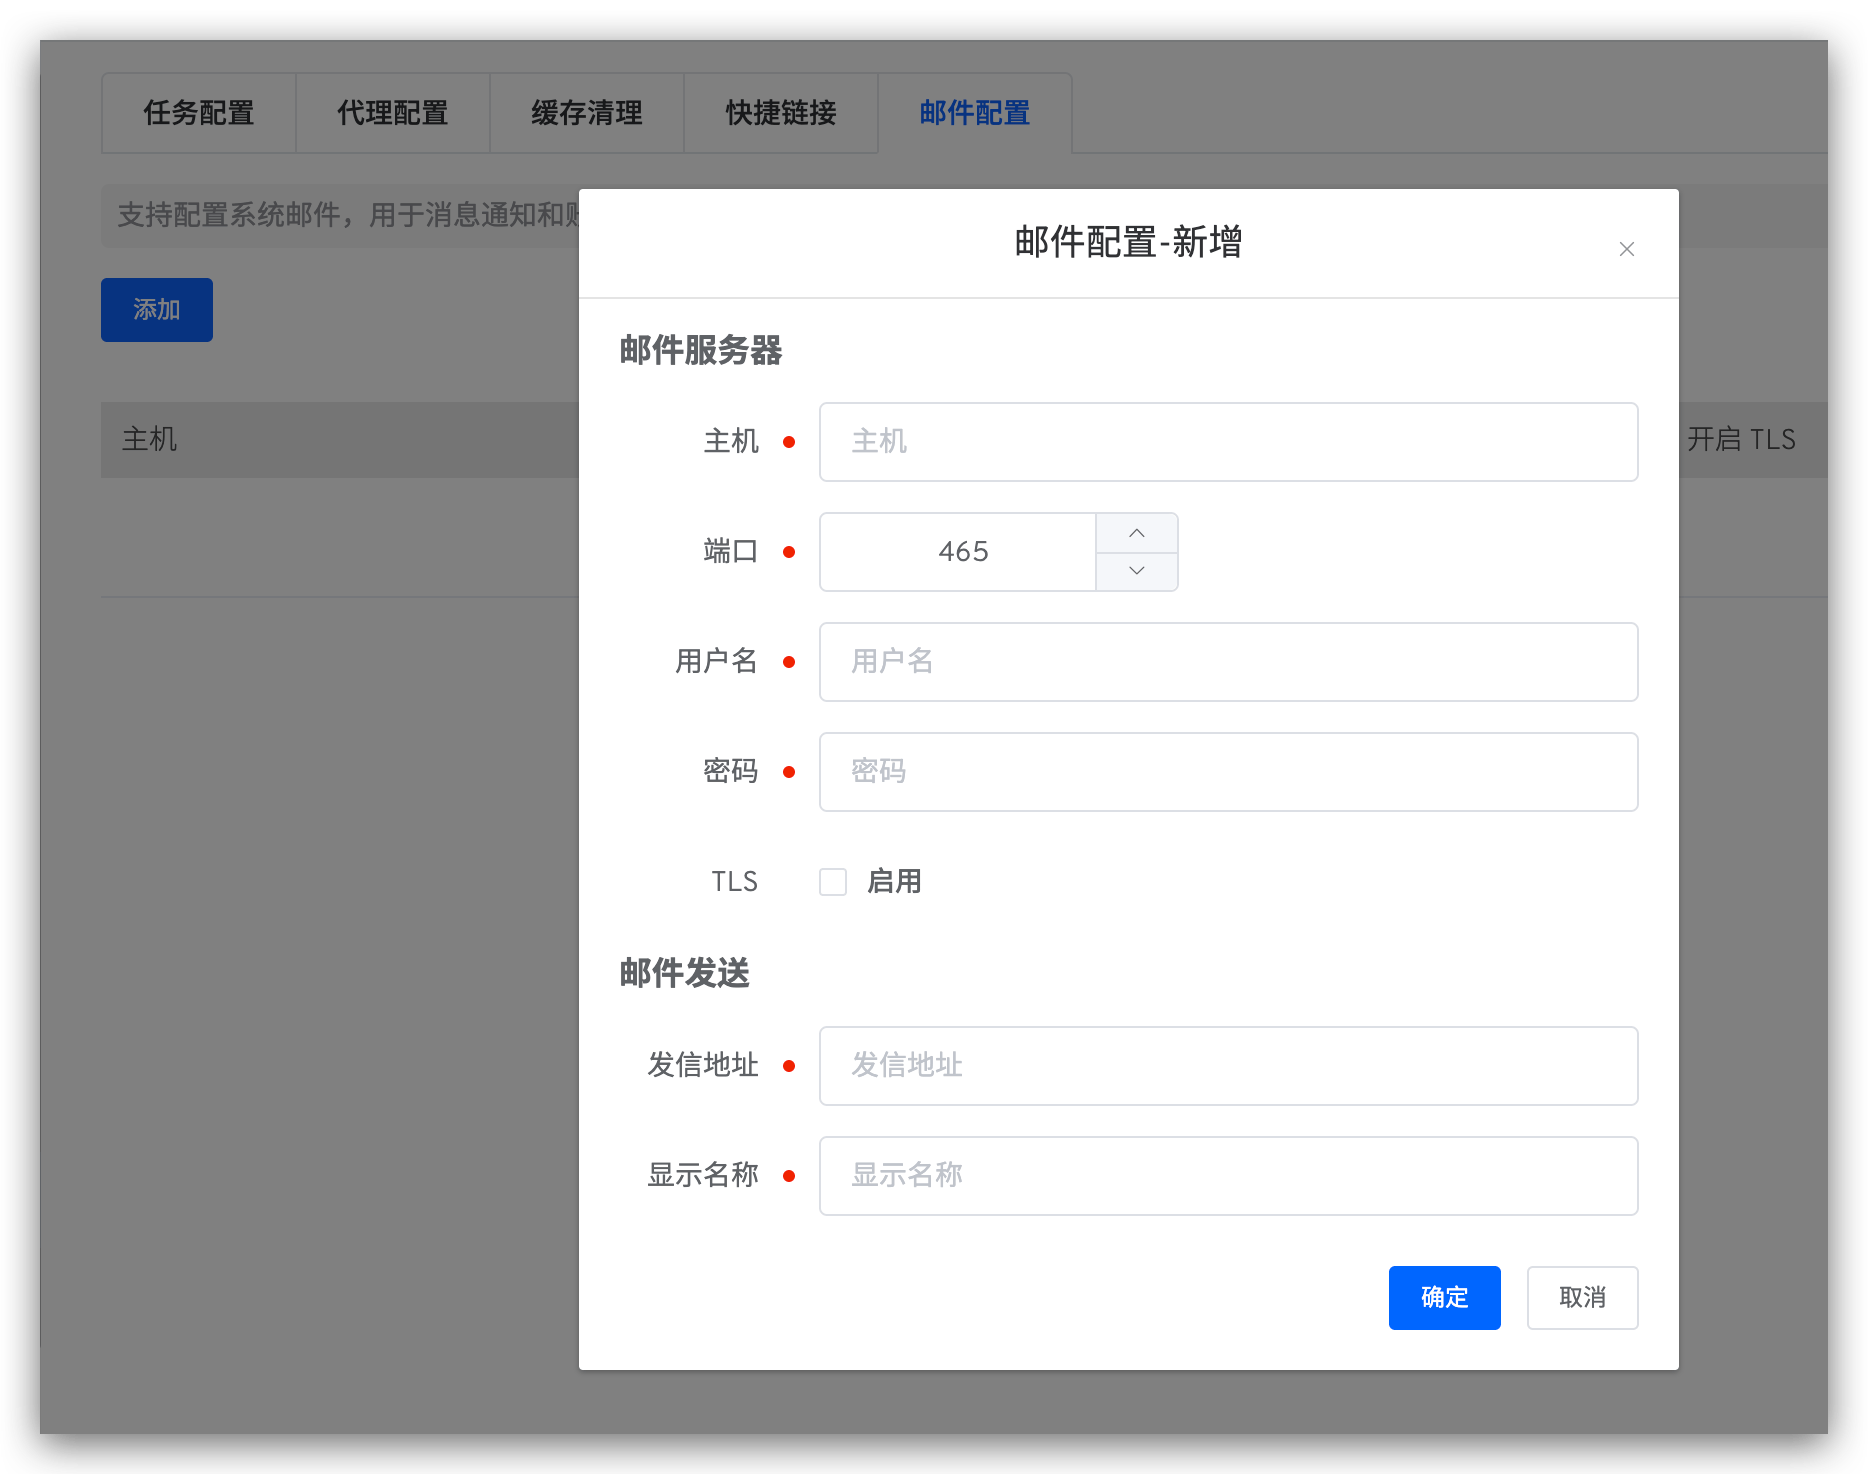 任务配置 代理配置 缓存清理 快捷链接 邮件配置
支持配置系统邮件，用于消息通知和
添加
主机 开启 TLS
邮件配置-新增
邮件服务器
主机 主机
端口 465
用户名 用户名
密码 密码
TLS 启用
邮件发送
发信地址 发信地址
显示名称 显示名称
确定 取消